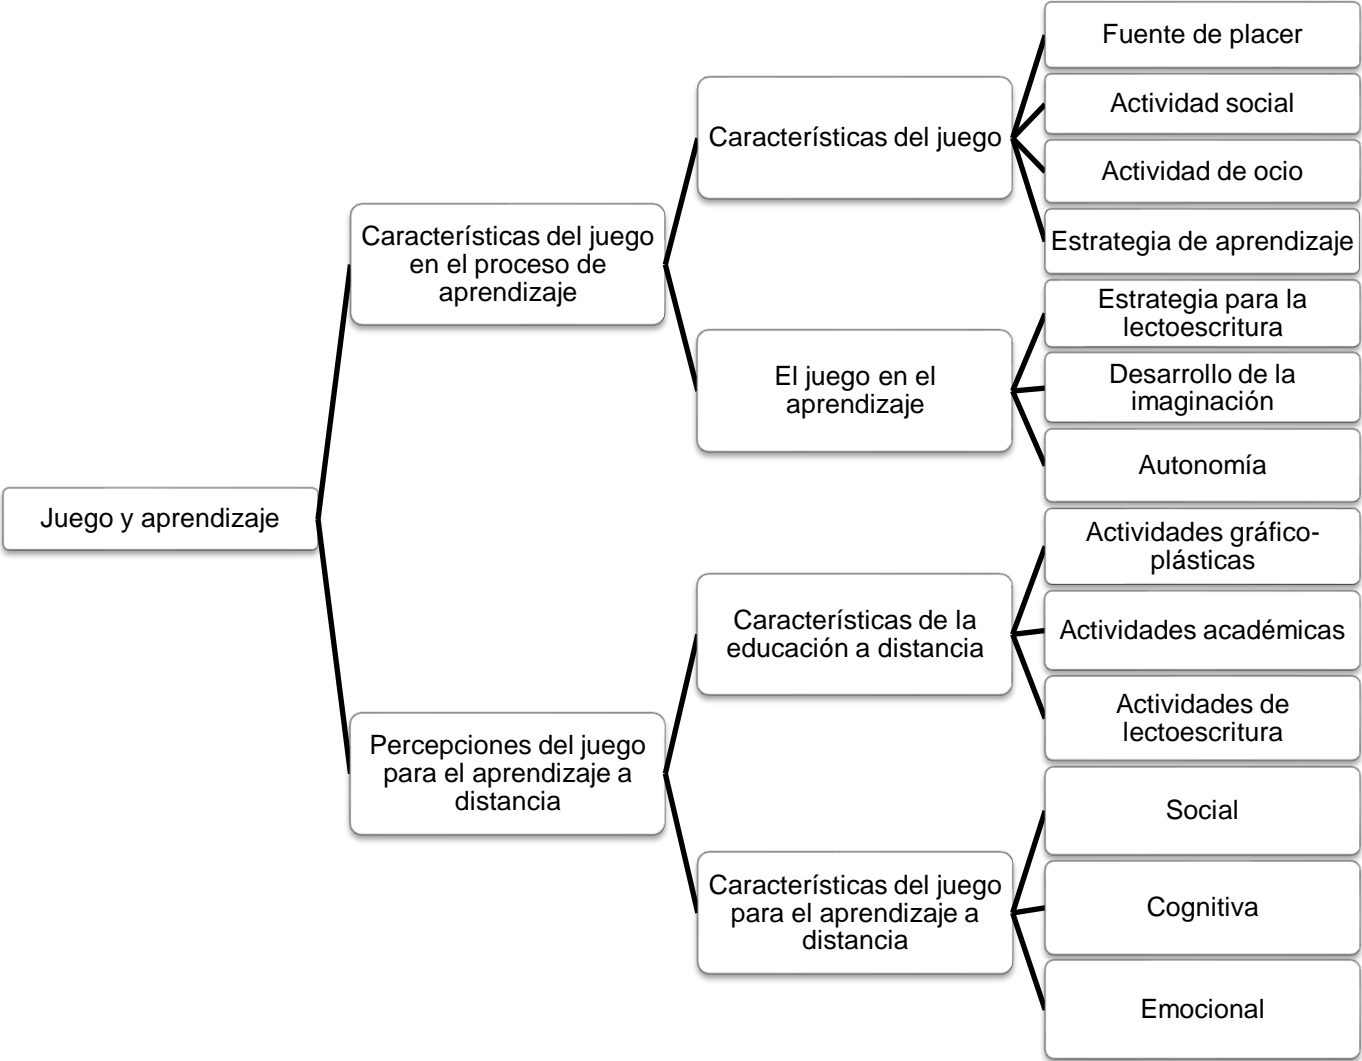 Juego y aprendizaje
Características del juego
en el proceso de
aprendizaje
Percepciones del juego
para el aprendizaje a
distancia
Características del juego
El juego en el
aprendizaje
Características de la
educación a distancia
Características del juego
para el aprendizaje a
distancia
Fuente de placer
Actividad social
Actividad de ocio
Estrategia de aprendizaje
Estrategia para la
lectoescritura
Desarrollo de la
imaginación
Autonomía
Actividades gráfico-
plásticas
Actividades académicas
Actividades de
lectoescritura
Social
Cognitiva
Emocional